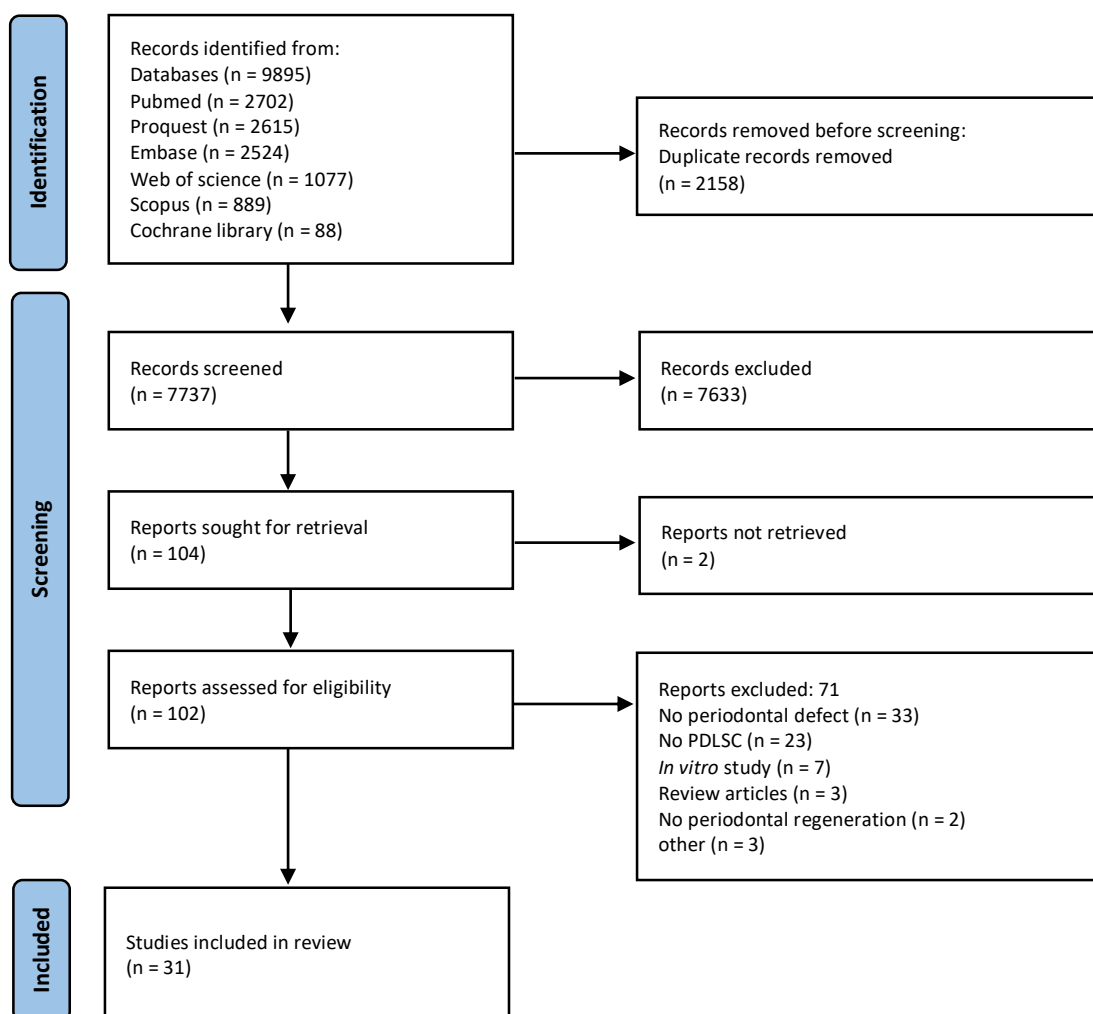 Identification
Records identified from:
Databases (n = 9895)
Pubmed (n = 2702)
Proquest (n = 2615)
Embase (n = 2524)
Web of science (n = 1077)
Scopus (n = 889)
Cochrane library (n = 88)
Records removed before screening:
Duplicate records removed
(n = 2158)
Screening
Records screened
(n = 7737)
Records excluded
(n = 7633)
Reports sought for retrieval
(n = 104)
Reports not retrieved
(n = 2)
Reports assessed for eligibility
(n = 102)
Reports excluded: 71
No periodontal defect (n = 33)
No PDLSC (n = 23)
In vitro study (n = 7)
Review articles (n = 3)
No periodontal regeneration (n = 2)
other (n = 3)
Included
Studies included in review
(n = 31)